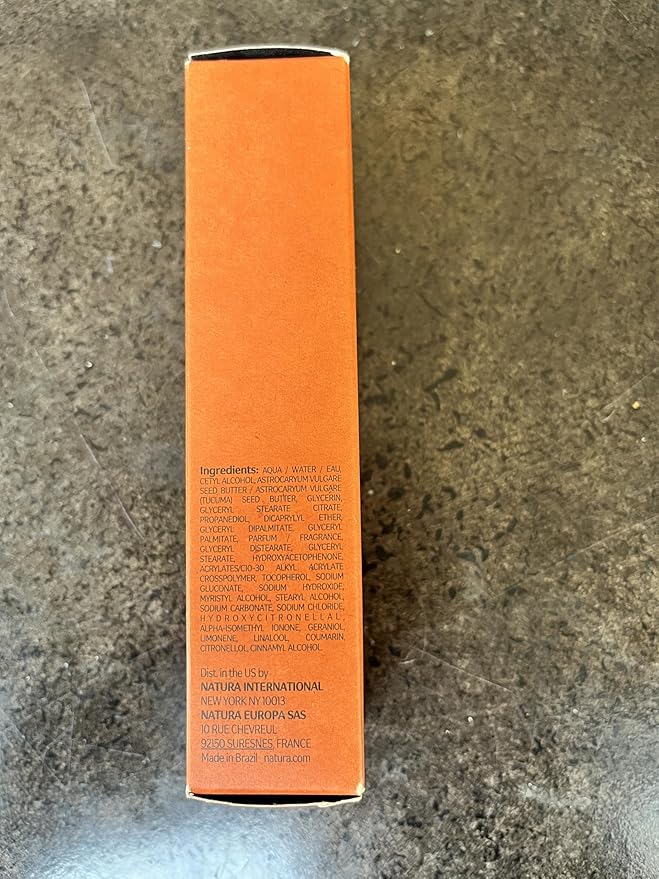 Ingredients: AQUA / WATER / EAU,
CETYL ALCOHOL, ASTROCARYUM VULGARE
SEED BUTTER / ASTROCARYUM VULGARE
(TUCUMA) SEED BUTTER, GLYCERIN,
GLYCERYL STEARATE CITRATE,
PROPANEDIOL, DICAPRYLYL ETHER,
GLYCERYL DIPALMITATE, GLYCERYL
PALMITATE, PARFUM / FRAGRANCE,
GLYCERYL DISTEARATE, GLYCERYL
STEARATE, HYDROXYACETOPHENONE,
ACRYLATES/C10-30 ALKYL ACRYLATE
CROSSPOLYMER, TOCOPHEROL, SODIUM
GLUCONATE, SODIUM HYDROXIDE,
MYRISTYL ALCOHOL, STEARYL ALCOHOL,
SODIUM CARBONATE, SODIUM CHLORIDE,
HYDROXYCITRONELLAL,
ALPHA-ISOMETHYL IONONE, GERANIOL,
LIMONENE, LINALOOL, COUMARIN,
CITRONELLOL, CINNAMYL ALCOHOL.
Dist. in the US by
NATURA INTERNATIONAL
NEW YORK NY 10013
NATURA EUROPA SAS
10 RUE CHEVREUL
92150 SURESNES, FRANCE
Made in Brazil natura.com